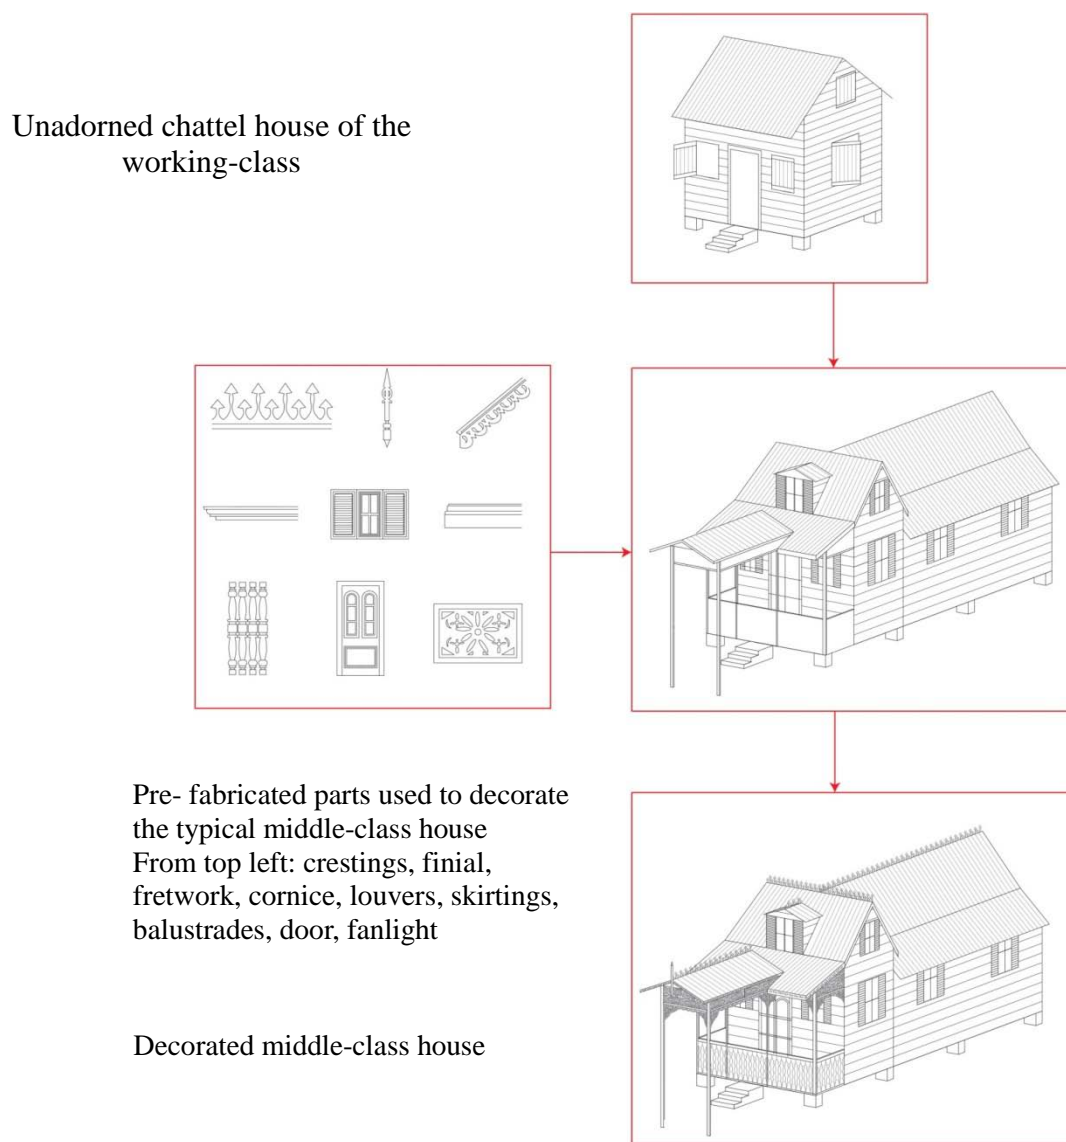 Unadorned chattel house of the
working-class
Pre- fabricated parts used to decorate
the typical middle-class house
From top left: crestings, finial,
fretwork, cornice, louvers, skirtings,
balustrades, door, fanlight
Decorated middle-class house